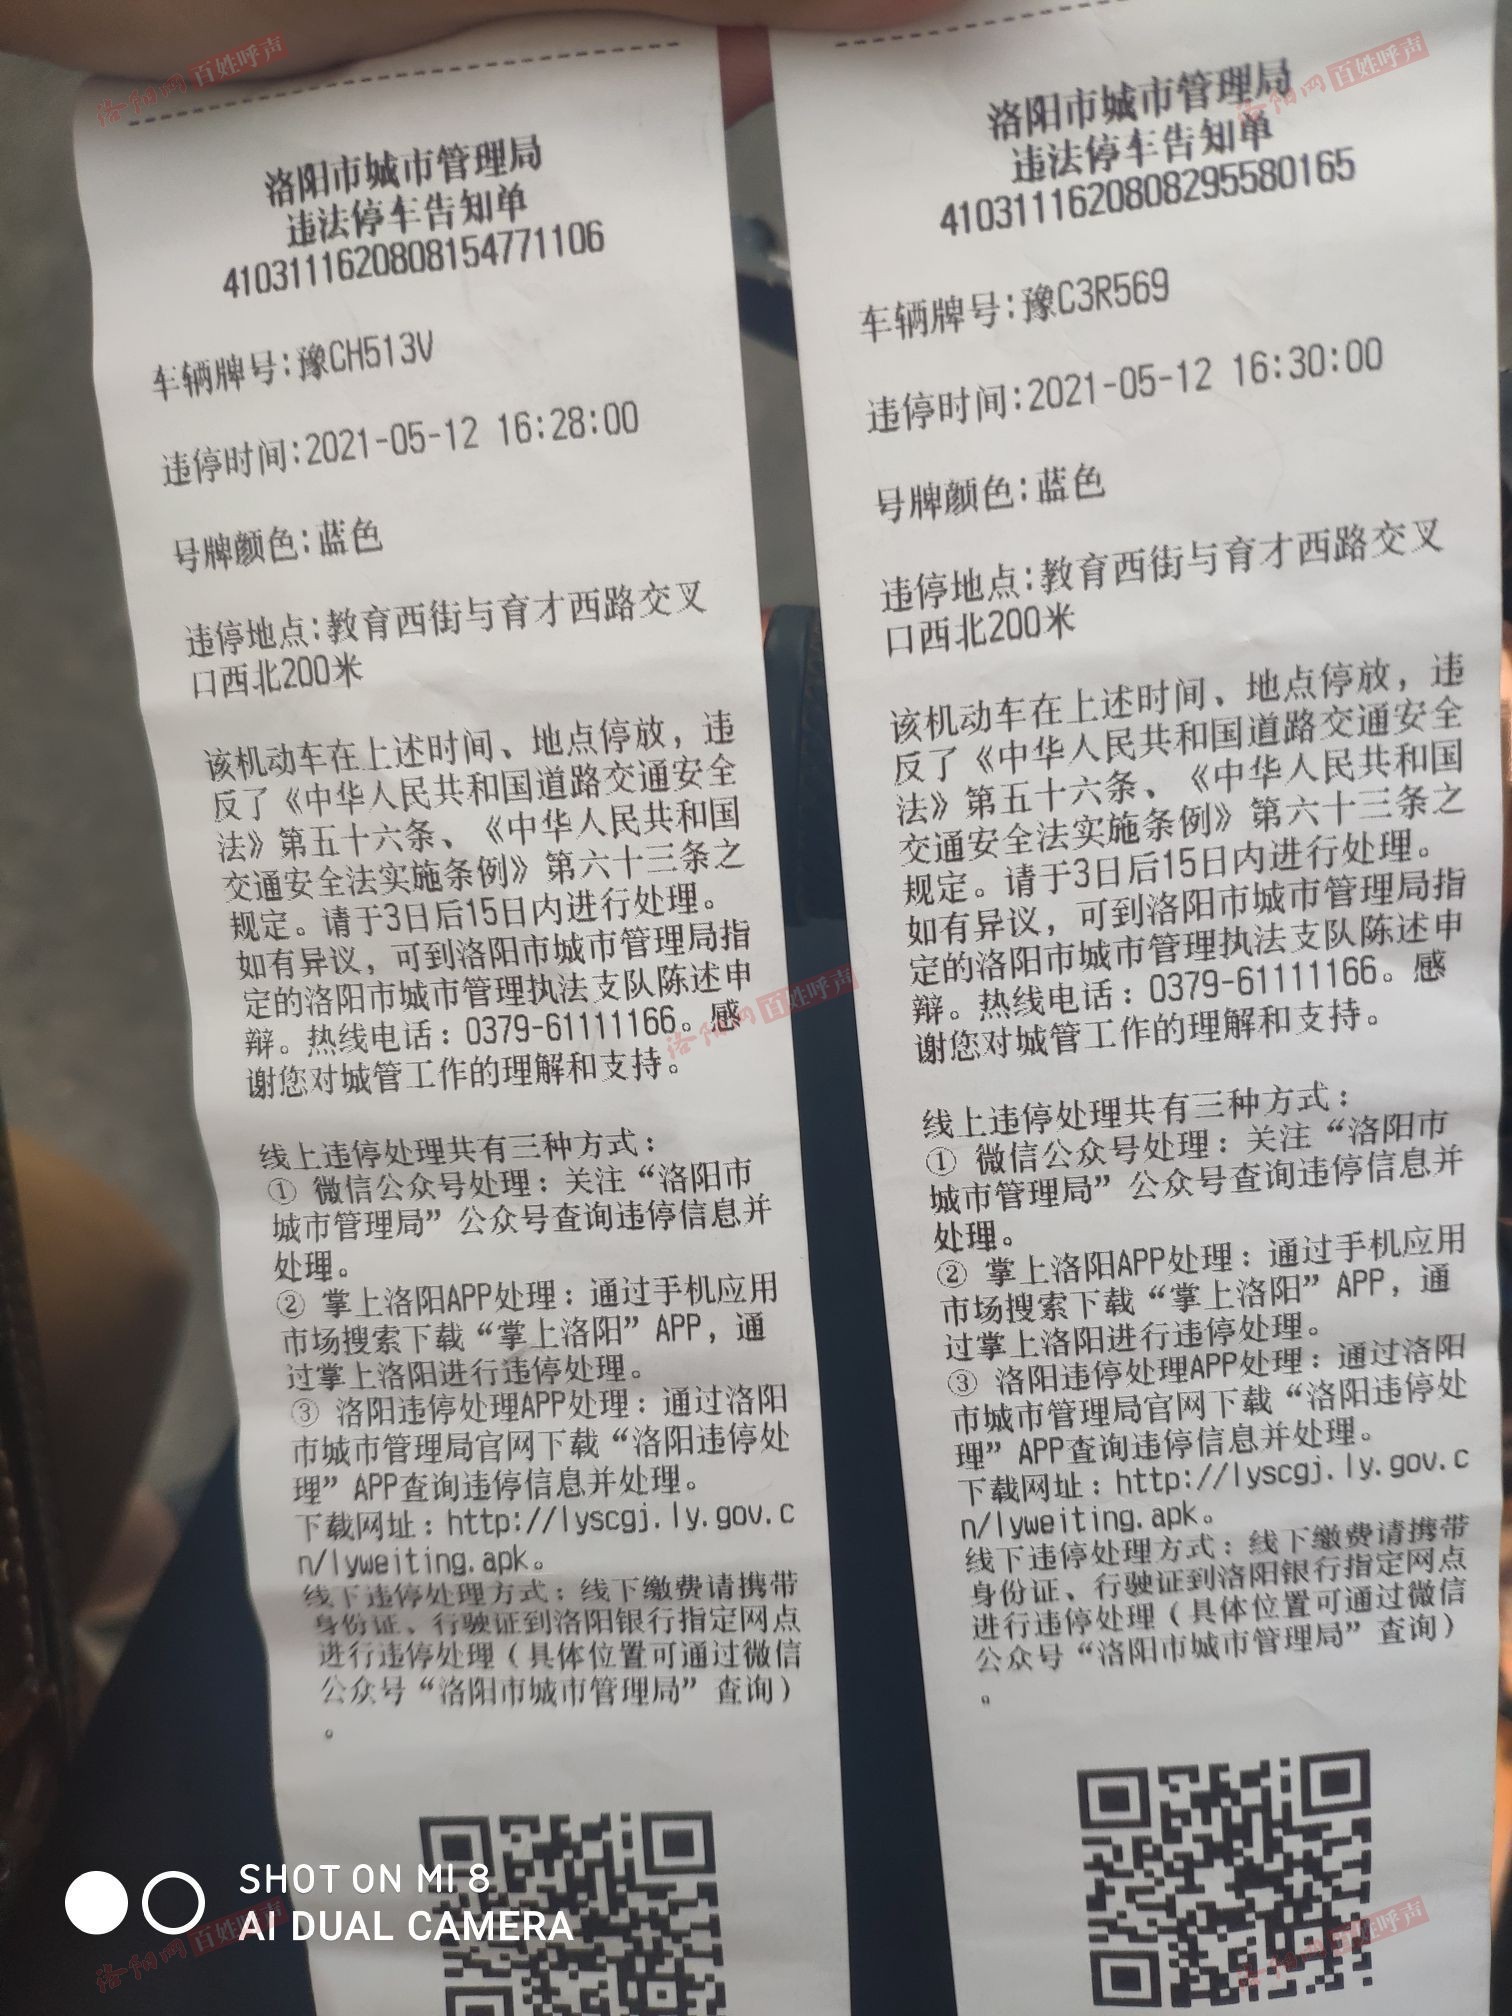 洛阳市城市管理局
违法停车告知单
4103111620808154771106
车辆牌号:豫CH513V
违停时间:2021-05-12 16:28:00
号牌颜色:蓝色
违停地点:教育西街与育才西路交叉
口西北200米
该机动车在上述时间、地点停放，违
反了《中华人民共和国道路交通安全
法》第五十六条、《中华人民共和国
交通安全法实施条例》第六十三条之
规定。请于3日后15日内进行处理。
如有异议，可到洛阳市城市管理局指
定的洛阳市城市管理执法支队陈述申
辩。热线电话：0379-61111166。感
谢您对城管工作的理解和支持。
线上违停处理共有三种方式：
① 微信公众号处理：关注“洛阳市
城市管理局”公众号查询违停信息并
处理。
② 掌上洛阳APP处理：通过手机应用
市场搜索下载“掌上洛阳”APP，通
过掌上洛阳进行违停处理。
③ 洛阳违停处理APP处理：通过洛阳
市城市管理局官网下载“洛阳违停处
理”APP查询违停信息并处理。
下载网址：http://lyscgj.ly.gov.c
n/lyweiting.apk。
线下违停处理方式：线下缴费请携带
身份证、行驶证到洛阳银行指定网点
进行违停处理（具体位置可通过微信
公众号“洛阳市城市管理局”查询）
。
洛阳市城市管理局
违法停车告知单
4103111620808295580165
车辆牌号:豫C3R569
违停时间:2021-05-12 16:30:00
号牌颜色:蓝色
违停地点:教育西街与育才西路交叉
口西北200米
该机动车在上述时间、地点停放，违
反了《中华人民共和国道路交通安全
法》第五十六条、《中华人民共和国
交通安全法实施条例》第六十三条之
规定。请于3日后15日内进行处理。
如有异议，可到洛阳市城市管理局指
定的洛阳市城市管理执法支队陈述申
辩。热线电话：0379-61111166。感
谢您对城管工作的理解和支持。
线上违停处理共有三种方式：
① 微信公众号处理：关注“洛阳市
城市管理局”公众号查询违停信息并
处理。
② 掌上洛阳APP处理：通过手机应用
市场搜索下载“掌上洛阳”APP，通
过掌上洛阳进行违停处理。
③ 洛阳违停处理APP处理：通过洛阳
市城市管理局官网下载“洛阳违停处
理”APP查询违停信息并处理。
下载网址：http://lyscgj.ly.gov.c
n/lyweiting.apk。
线下违停处理方式：线下缴费请携带
身份证、行驶证到洛阳银行指定网点
进行违停处理（具体位置可通过微信
公众号“洛阳市城市管理局”查询）
。
SHOT ON MI 8
AI DUAL CAMERA
洛阳网 百姓呼声
洛阳网 百姓呼声
洛阳网 百姓呼声
洛阳网 百姓呼声
洛阳网 百姓呼声